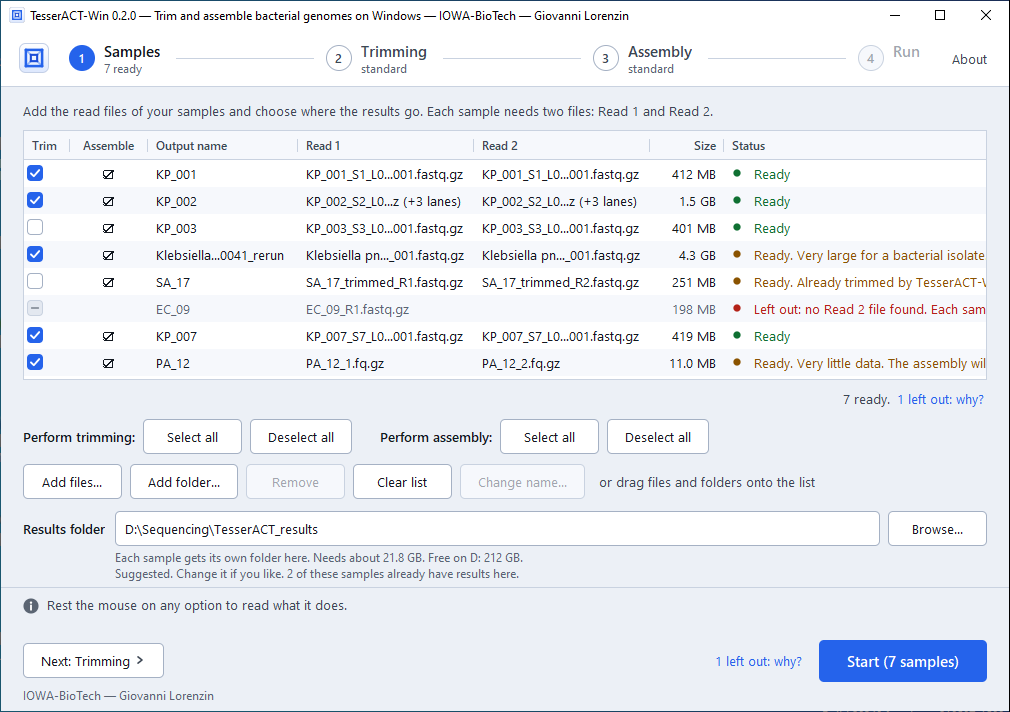 TesserACT-Win 0.2.0 — Trim and assemble bacterial genomes on Windows — IOWA-BioTech — Giovanni Lorenzin
1 Samples 2 Trimming 3 Assembly 4 Run About
7 ready standard standard
Add the read files of your samples and choose where the results go. Each sample needs two files: Read 1 and Read 2.
Trim Assemble Output name Read 1 Read 2 Size Status
KP_001 KP_001_S1_L0...001.fastq.gz KP_001_S1_L0...001.fastq.gz 412 MB Ready
KP_002 KP_002_S2_L0...z (+3 lanes) KP_002_S2_L0...z (+3 lanes) 1.5 GB Ready
KP_003 KP_003_S3_L0...001.fastq.gz KP_003_S3_L0...001.fastq.gz 401 MB Ready
Klebsiella...0041_rerun Klebsiella pn..._001.fastq.gz Klebsiella pn..._001.fastq.gz 4.3 GB Ready. Very large for a bacterial isolate
SA_17 SA_17_trimmed_R1.fastq.gz SA_17_trimmed_R2.fastq.gz 251 MB Ready. Already trimmed by TesserACT-W
EC_09 EC_09_R1.fastq.gz 198 MB Left out: no Read 2 file found. Each sam
KP_007 KP_007_S7_L0...001.fastq.gz KP_007_S7_L0...001.fastq.gz 419 MB Ready
PA_12 PA_12_1.fq.gz PA_12_2.fq.gz 11.0 MB Ready. Very little data. The assembly wil
7 ready. 1 left out: why?
Perform trimming: Select all Deselect all Perform assembly: Select all Deselect all
Add files... Add folder... Remove Clear list Change name... or drag files and folders onto the list
Results folder D:\Sequencing\TesserACT_results Browse...
Each sample gets its own folder here. Needs about 21.8 GB. Free on D: 212 GB.
Suggested. Change it if you like. 2 of these samples already have results here.
Rest the mouse on any option to read what it does.
Next: Trimming 1 left out: why? Start (7 samples)
IOWA-BioTech — Giovanni Lorenzin